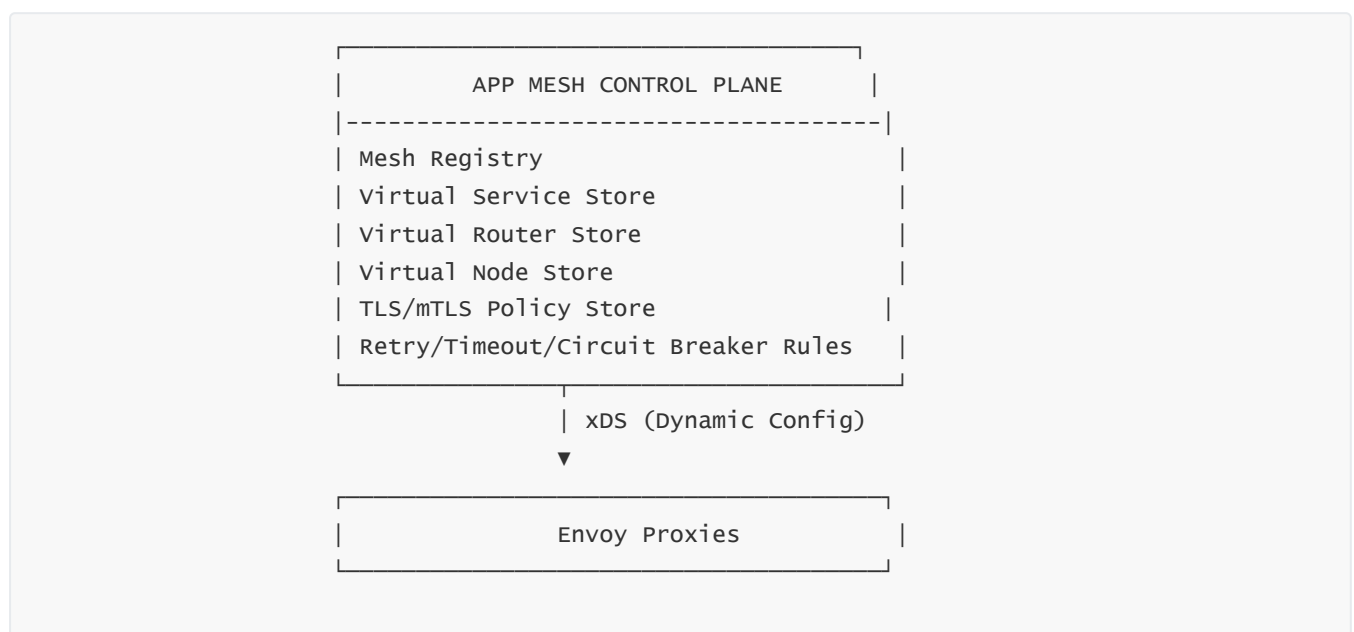 APP MESH CONTROL PLANE
Mesh Registry
Virtual Service Store
Virtual Router Store
Virtual Node Store
TLS/mTLS Policy Store
Retry/Timeout/Circuit Breaker Rules
xDS (Dynamic Config)
Envoy Proxies